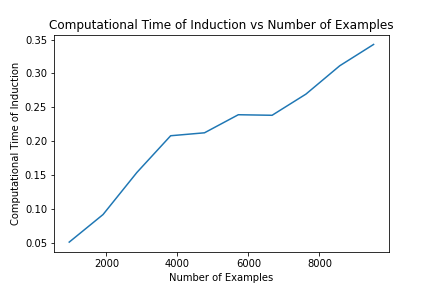 Computational Time of Induction vs Number of Examples
Computational Time of Induction
0.35
0.30
0.25
0.20
0.15
0.10
0.05
2000 4000 6000 8000
Number of Examples